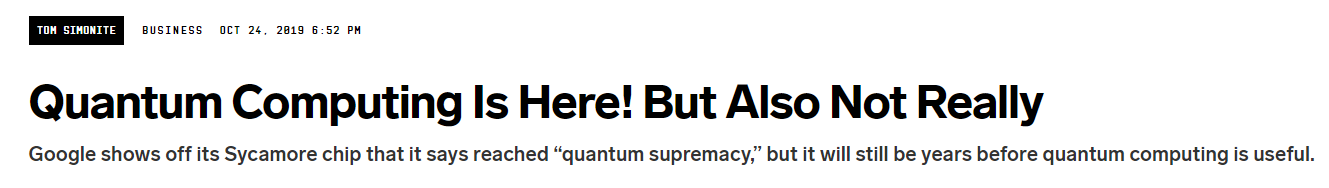 TOM SIMONITE BUSINESS OCT 24, 2019 6:52 PM
Quantum Computing Is Here! But Also Not Really
Google shows off its Sycamore chip that it says reached “quantum supremacy,” but it will still be years before quantum computing is useful.